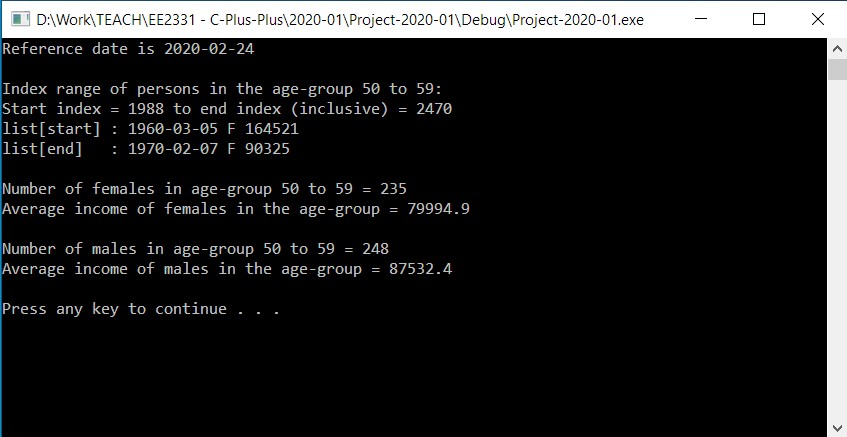 D:\Work\TEACH\EE2331 - C-Plus-Plus\2020-01\Project-2020-01\Debug\Project-2020-01.exe
Reference date is 2020-02-24
Index range of persons in the age-group 50 to 59:
Start index = 1988 to end index (inclusive) = 2470
list[start] : 1960-03-05 F 164521
list[end]   : 1970-02-07 F 90325
Number of females in age-group 50 to 59 = 235
Average income of females in the age-group = 79994.9
Number of males in age-group 50 to 59 = 248
Average income of males in the age-group = 87532.4
Press any key to continue . . .